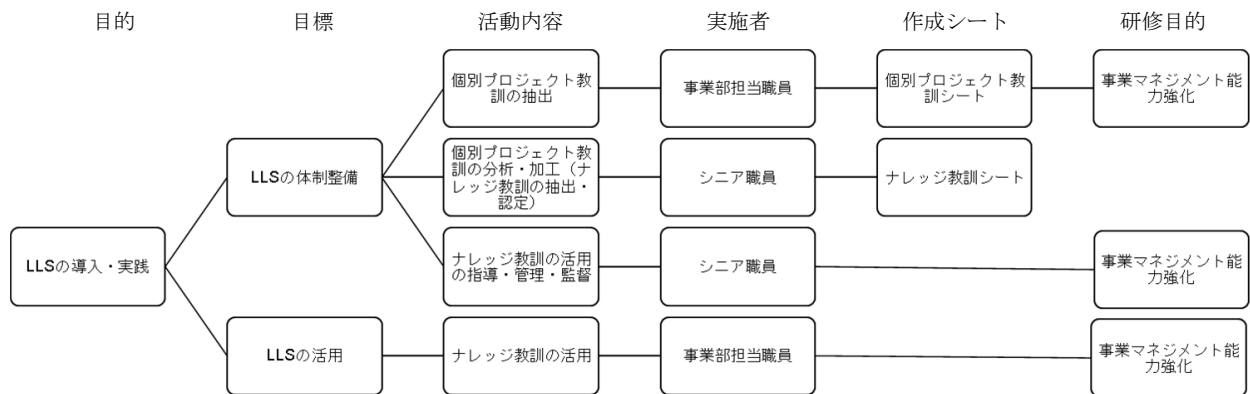 目的 目標 活動内容 実施者 作成シート 研修目的
個別プロジェクト教
訓の抽出
事業部担当職員
個別プロジェクト教
訓シート
事業マネジメント能
力強化
LLSの体制整備
個別プロジェクト教
訓の分析・加工（ナ
レッジ教訓の抽出・
認定）
シニア職員
ナレッジ教訓シート
LLSの導入・実践
ナレッジ教訓の活用
の指導・管理・監督
シニア職員
事業マネジメント能
力強化
LLSの活用
ナレッジ教訓の活用
事業部担当職員
事業マネジメント能
力強化